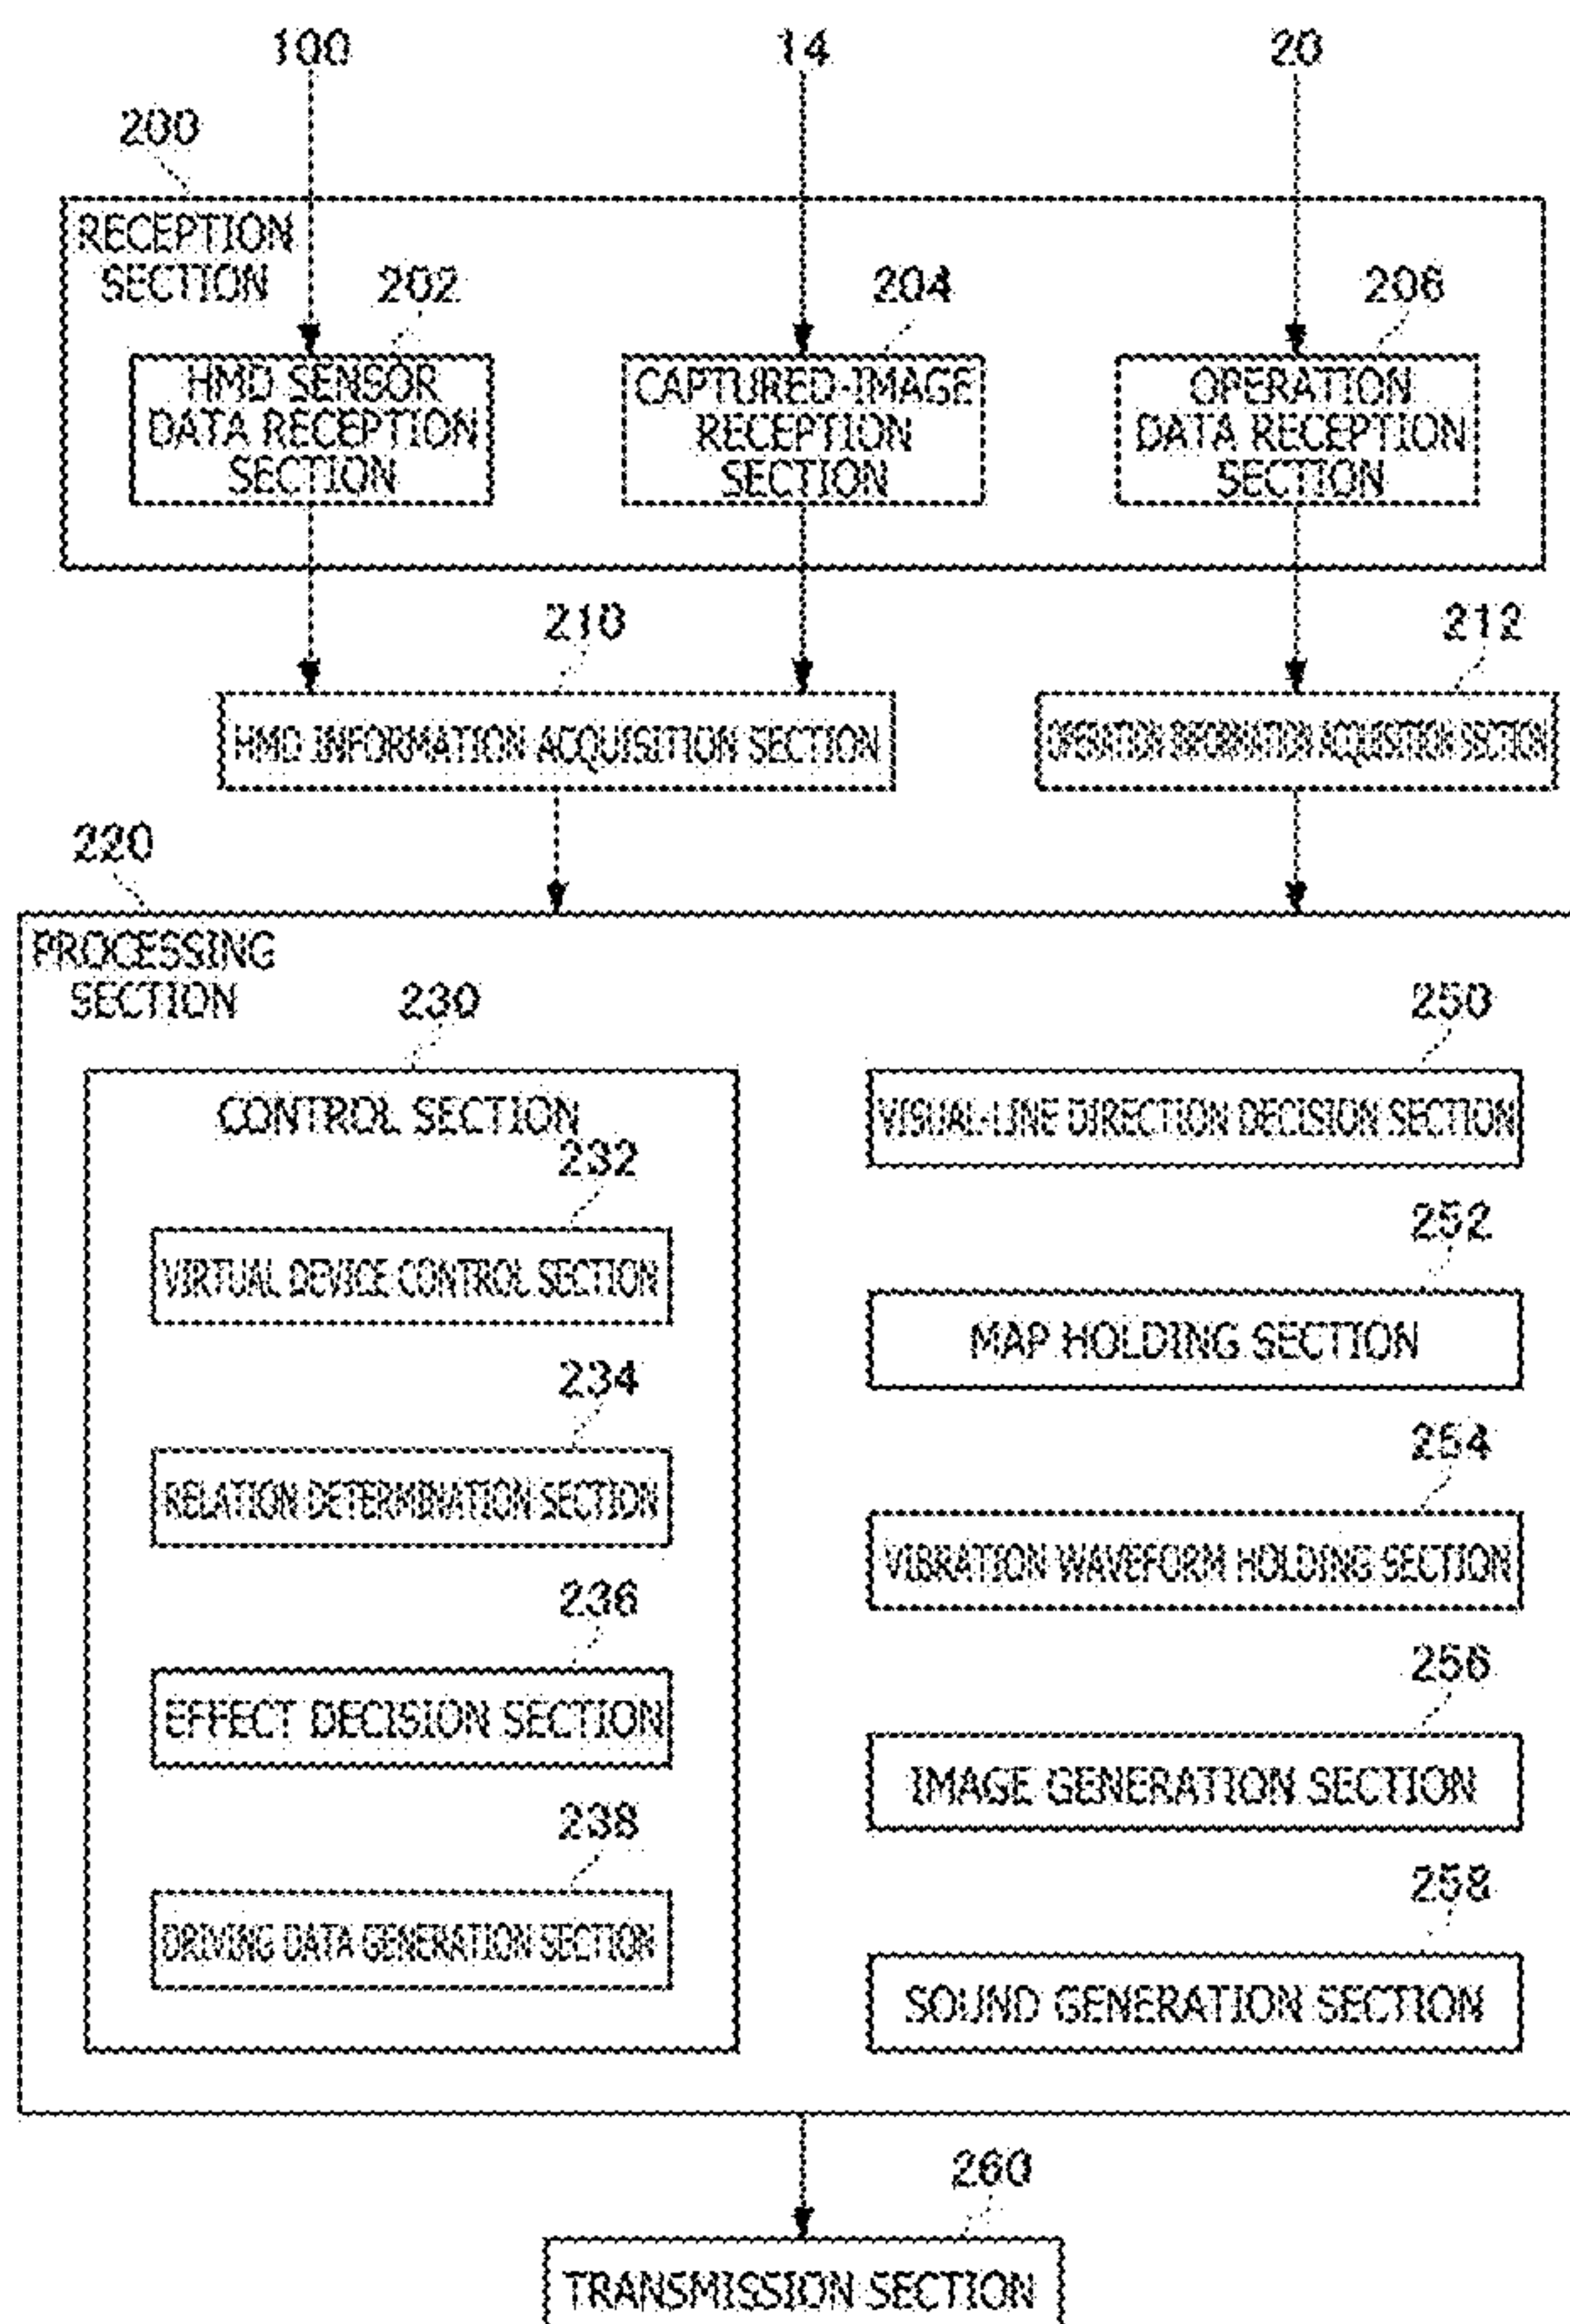 100
14
20
200
RECEPTION
SECTION
202
204
206
HMD SENSOR
DATA RECEPTION
SECTION
CAPTURED-IMAGE
RECEPTION
SECTION
OPERATION
DATA RECEPTION
SECTION
210
212
HMD INFORMATION ACQUISITION SECTION
OPERATION INFORMATION ACQUISITION SECTION
220
PROCESSING
SECTION
230
CONTROL SECTION
232
VIRTUAL DEVICE CONTROL SECTION
234
RELATION DETERMINATION SECTION
236
EFFECT DECISION SECTION
238
DRIVING DATA GENERATION SECTION
250
VISUAL-LINE DIRECTION DECISION SECTION
252
MAP HOLDING SECTION
254
VIBRATION WAVEFORM HOLDING SECTION
256
IMAGE GENERATION SECTION
258
SOUND GENERATION SECTION
260
TRANSMISSION SECTION